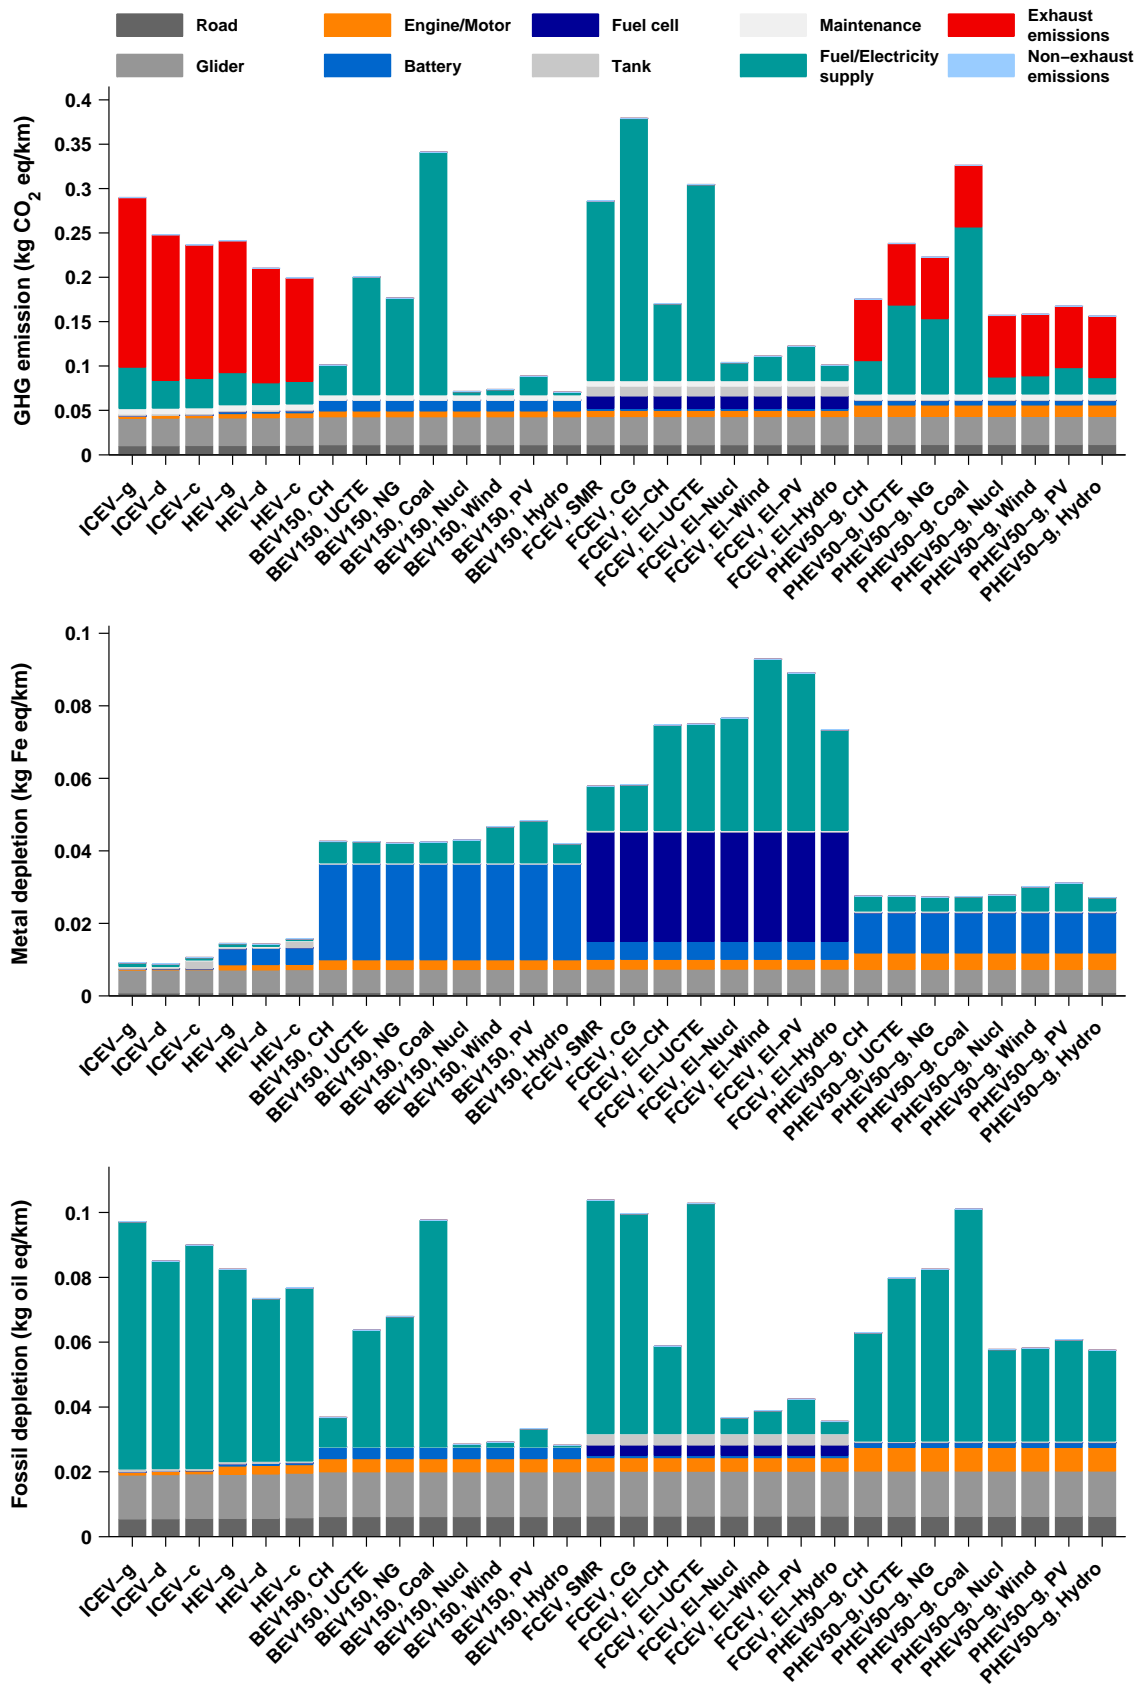 Road
Engine/Motor
Fuel cell
Maintenance
Exhaust
emissions
Glider
Battery
Tank
Fuel/Electricity
supply
Non−exhaust
emissions
GHG emission (kg CO2 eq/km)
0.4
0.35
0.3
0.25
0.2
0.15
0.1
0.05
0
ICEV−g
ICEV−d
ICEV−c
HEV−g
HEV−d
HEV−c
BEV150, CH
BEV150, UCTE
BEV150, NG
BEV150, Coal
BEV150, Nucl
BEV150, Wind
BEV150, PV
BEV150, Hydro
FCEV, SMR
FCEV, CG
FCEV, El−CH
FCEV, El−UCTE
FCEV, El−Nucl
FCEV, El−Wind
FCEV, El−PV
FCEV, El−Hydro
PHEV50−g, CH
PHEV50−g, UCTE
PHEV50−g, NG
PHEV50−g, Coal
PHEV50−g, Nucl
PHEV50−g, Wind
PHEV50−g, PV
PHEV50−g, Hydro
Metal depletion (kg Fe eq/km)
0.1
0.08
0.06
0.04
0.02
0
ICEV−g
ICEV−d
ICEV−c
HEV−g
HEV−d
HEV−c
BEV150, CH
BEV150, UCTE
BEV150, NG
BEV150, Coal
BEV150, Nucl
BEV150, Wind
BEV150, PV
BEV150, Hydro
FCEV, SMR
FCEV, CG
FCEV, El−CH
FCEV, El−UCTE
FCEV, El−Nucl
FCEV, El−Wind
FCEV, El−PV
FCEV, El−Hydro
PHEV50−g, CH
PHEV50−g, UCTE
PHEV50−g, NG
PHEV50−g, Coal
PHEV50−g, Nucl
PHEV50−g, Wind
PHEV50−g, PV
PHEV50−g, Hydro
Fossil depletion (kg oil eq/km)
0.1
0.08
0.06
0.04
0.02
0
ICEV−g
ICEV−d
ICEV−c
HEV−g
HEV−d
HEV−c
BEV150, CH
BEV150, UCTE
BEV150, NG
BEV150, Coal
BEV150, Nucl
BEV150, Wind
BEV150, PV
BEV150, Hydro
FCEV, SMR
FCEV, CG
FCEV, El−CH
FCEV, El−UCTE
FCEV, El−Nucl
FCEV, El−Wind
FCEV, El−PV
FCEV, El−Hydro
PHEV50−g, CH
PHEV50−g, UCTE
PHEV50−g, NG
PHEV50−g, Coal
PHEV50−g, Nucl
PHEV50−g, Wind
PHEV50−g, PV
PHEV50−g, Hydro